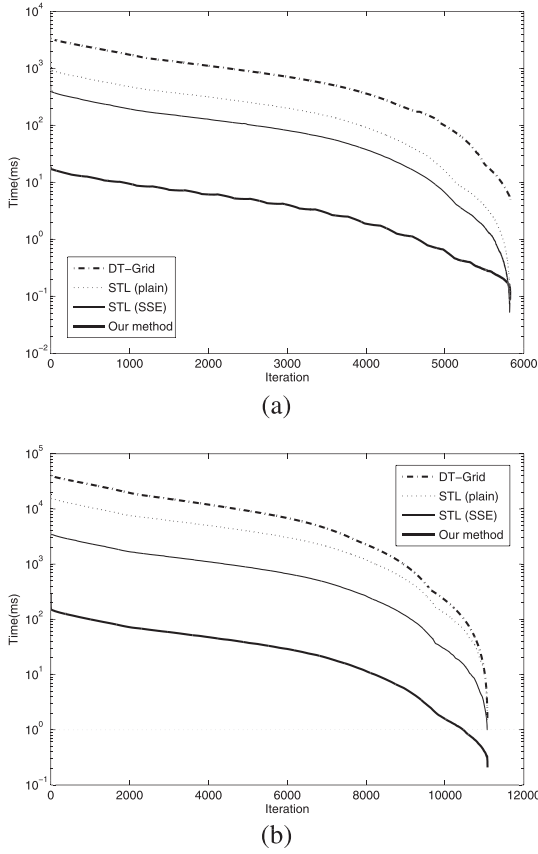 10^4
10^3
10^2
10^1
10^0
10^-1
10^-2
Time(ms)
DT-Grid
STL (plain)
STL (SSE)
Our method
0 1000 2000 3000 4000 5000 6000
Iteration
(a)
10^5
10^4
10^3
10^2
10^1
10^0
10^-1
Time(ms)
DT-Grid
STL (plain)
STL (SSE)
Our method
0 2000 4000 6000 8000 10000 12000
Iteration
(b)